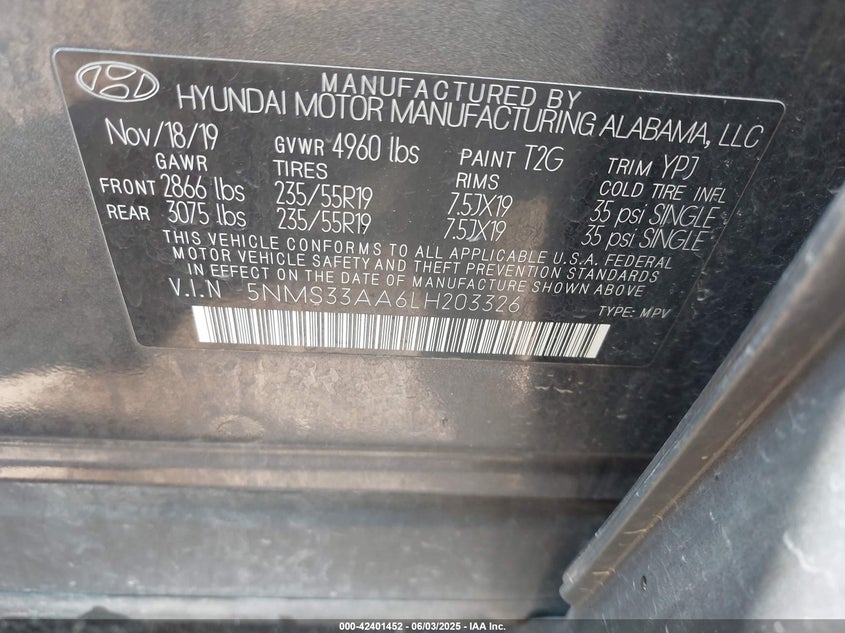 MANUFACTURED BY
HYUNDAI MOTOR MANUFACTURING ALABAMA, LLC
Nov/18/19 GVWR 4960 lbs PAINT T2G TRIM YPJ
GAWR TIRES RIMS COLD TIRE INFL
FRONT 2866 lbs 235/55R19 7.5JX19 35 psi SINGLE
REAR 3075 lbs 235/55R19 7.5JX19 35 psi SINGLE
THIS VEHICLE CONFORMS TO ALL APPLICABLE U.S.A. FEDERAL
MOTOR VEHICLE SAFETY AND THEFT PREVENTION STANDARDS
IN EFFECT ON THE DATE OF MANUFACTURE SHOWN ABOVE.
V.I.N 5NMS33AA6LH203326 TYPE: MPV
000-42401452 - 06/03/2025 - IAA Inc.